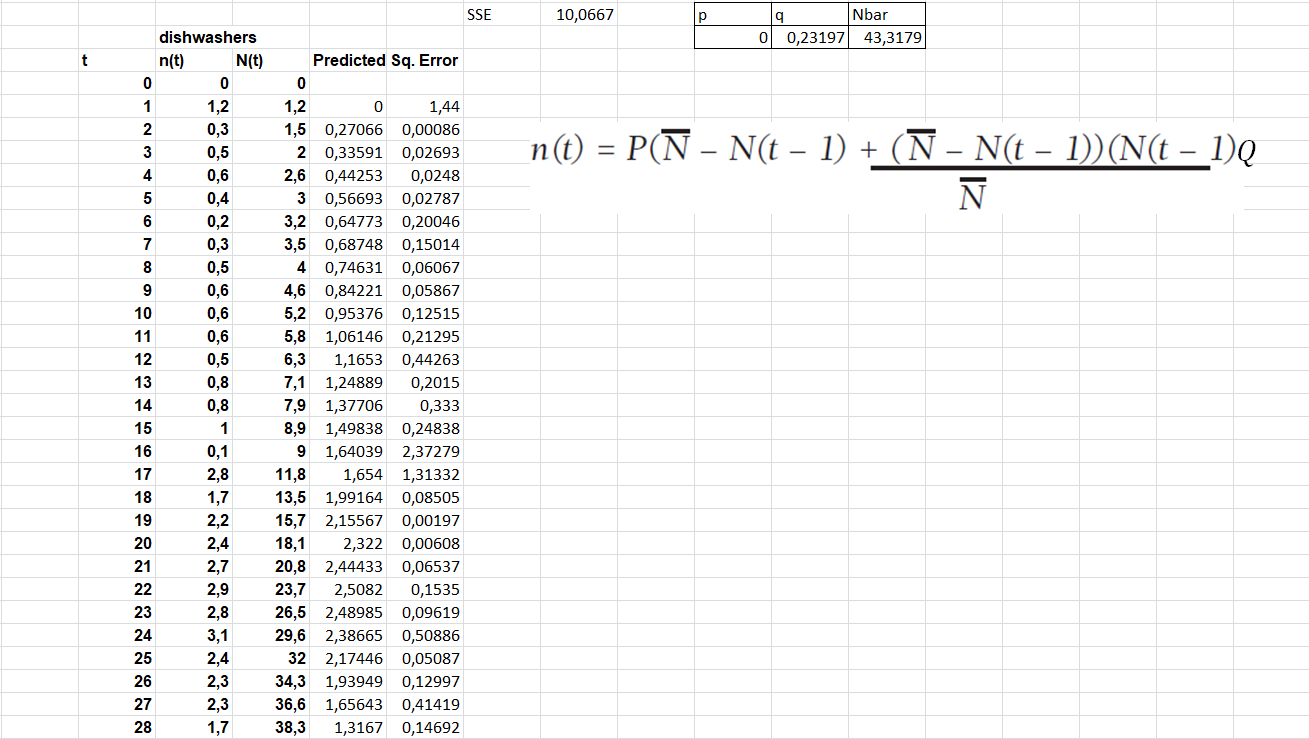 SSE 10,0667 p q Nbar
dishwashers 0 0,23197 43,3179
t n(t) N(t) Predicted Sq. Error
0 0 0
1 1,2 1,2 0 1,44
2 0,3 1,5 0,27066 0,00086
3 0,5 2 0,33591 0,02693
4 0,6 2,6 0,44253 0,0248
5 0,4 3 0,56693 0,02787
6 0,2 3,2 0,64773 0,20046
7 0,3 3,5 0,68748 0,15014
8 0,5 4 0,74631 0,06067
9 0,6 4,6 0,84221 0,05867
10 0,6 5,2 0,95376 0,12515
11 0,6 5,8 1,06146 0,21295
12 0,5 6,3 1,1653 0,44263
13 0,8 7,1 1,24889 0,2015
14 0,8 7,9 1,37706 0,333
15 1 8,9 1,49838 0,24838
16 0,1 9 1,64039 2,37279
17 2,8 11,8 1,654 1,31332
18 1,7 13,5 1,99164 0,08505
19 2,2 15,7 2,15567 0,00197
20 2,4 18,1 2,322 0,00608
21 2,7 20,8 2,44433 0,06537
22 2,9 23,7 2,5082 0,1535
23 2,8 26,5 2,48985 0,09619
24 3,1 29,6 2,38665 0,50886
25 2,4 32 2,17446 0,05087
26 2,3 34,3 1,93949 0,12997
27 2,3 36,6 1,65643 0,41419
28 1,7 38,3 1,3167 0,14692
n(t) = P(N̅ – N(t – 1) + (N̅ – N(t – 1))(N(t – 1)Q
N̅